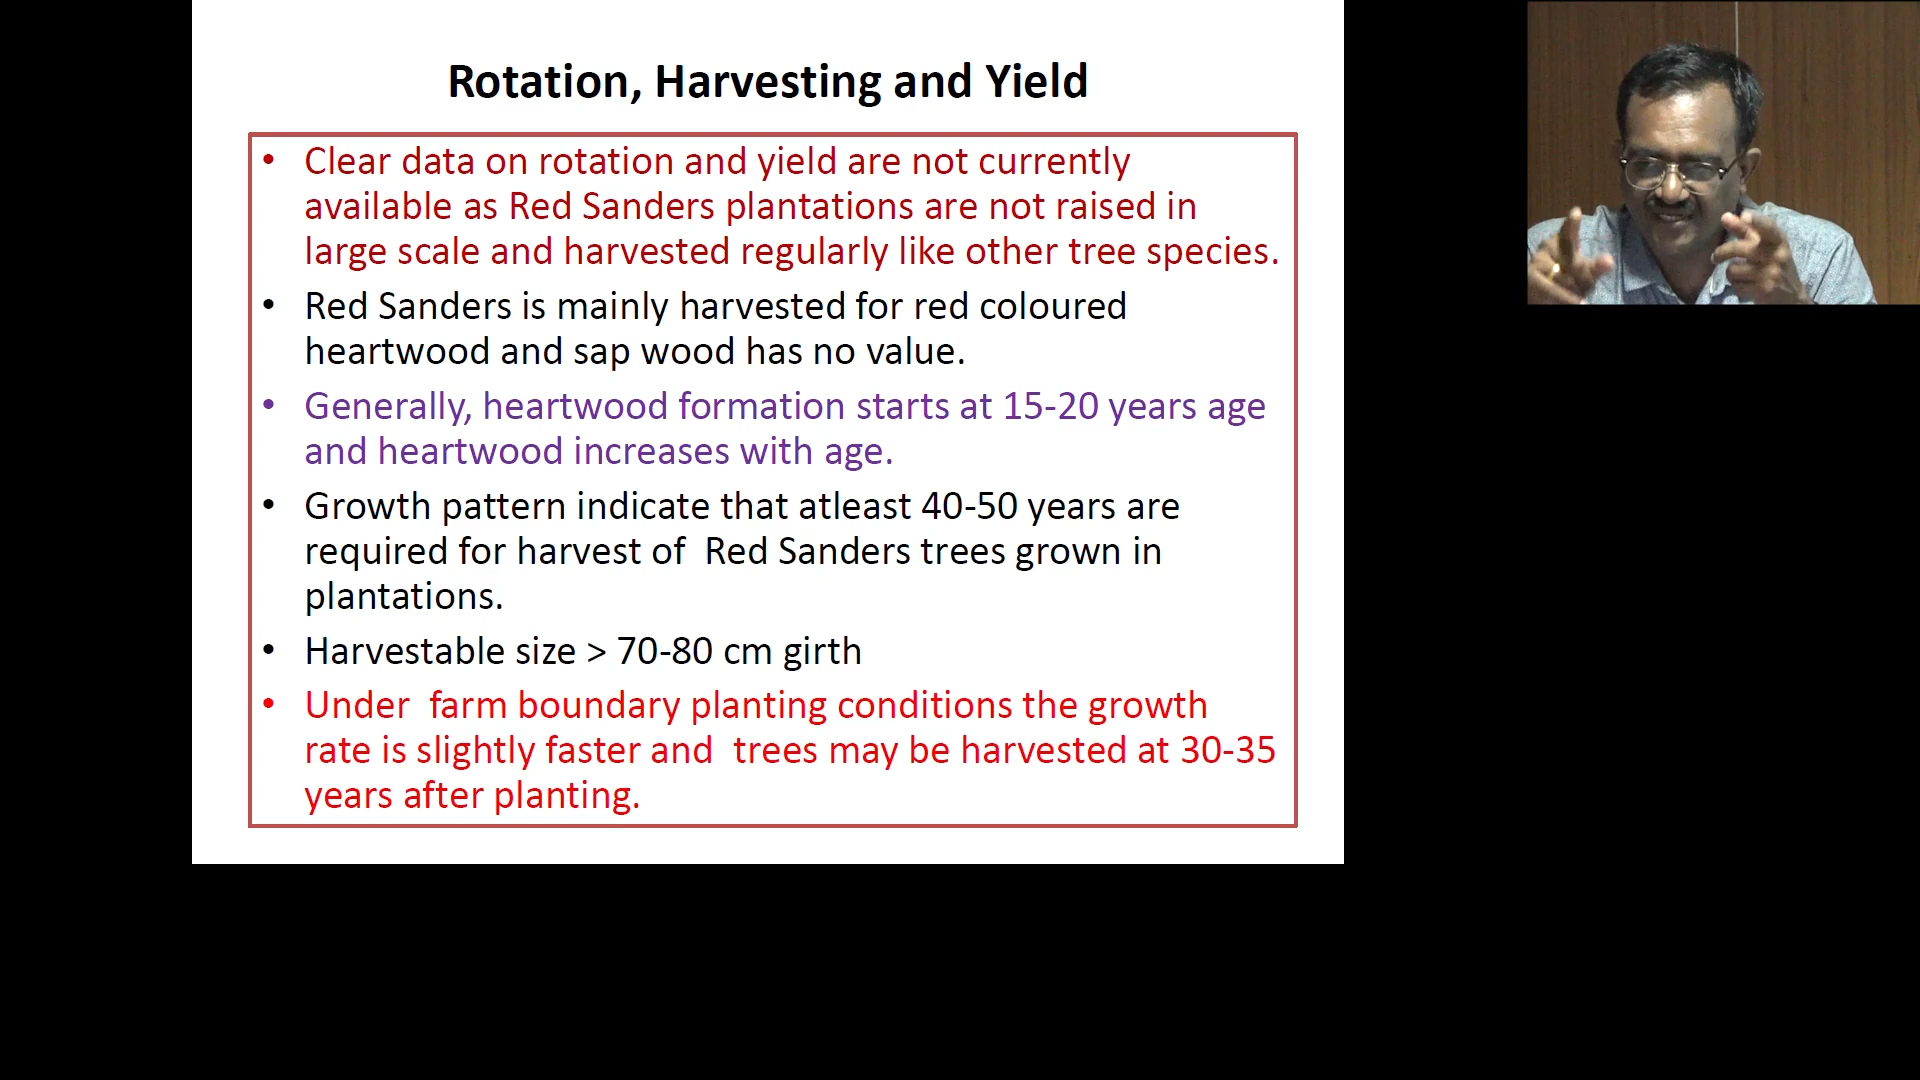 Rotation, Harvesting and Yield
• Clear data on rotation and yield are not currently
available as Red Sanders plantations are not raised in
large scale and harvested regularly like other tree species.
• Red Sanders is mainly harvested for red coloured
heartwood and sap wood has no value.
• Generally, heartwood formation starts at 15-20 years age
and heartwood increases with age.
• Growth pattern indicate that atleast 40-50 years are
required for harvest of  Red Sanders trees grown in
plantations.
• Harvestable size > 70-80 cm girth
• Under  farm boundary planting conditions the growth
rate is slightly faster and  trees may be harvested at 30-35
years after planting.